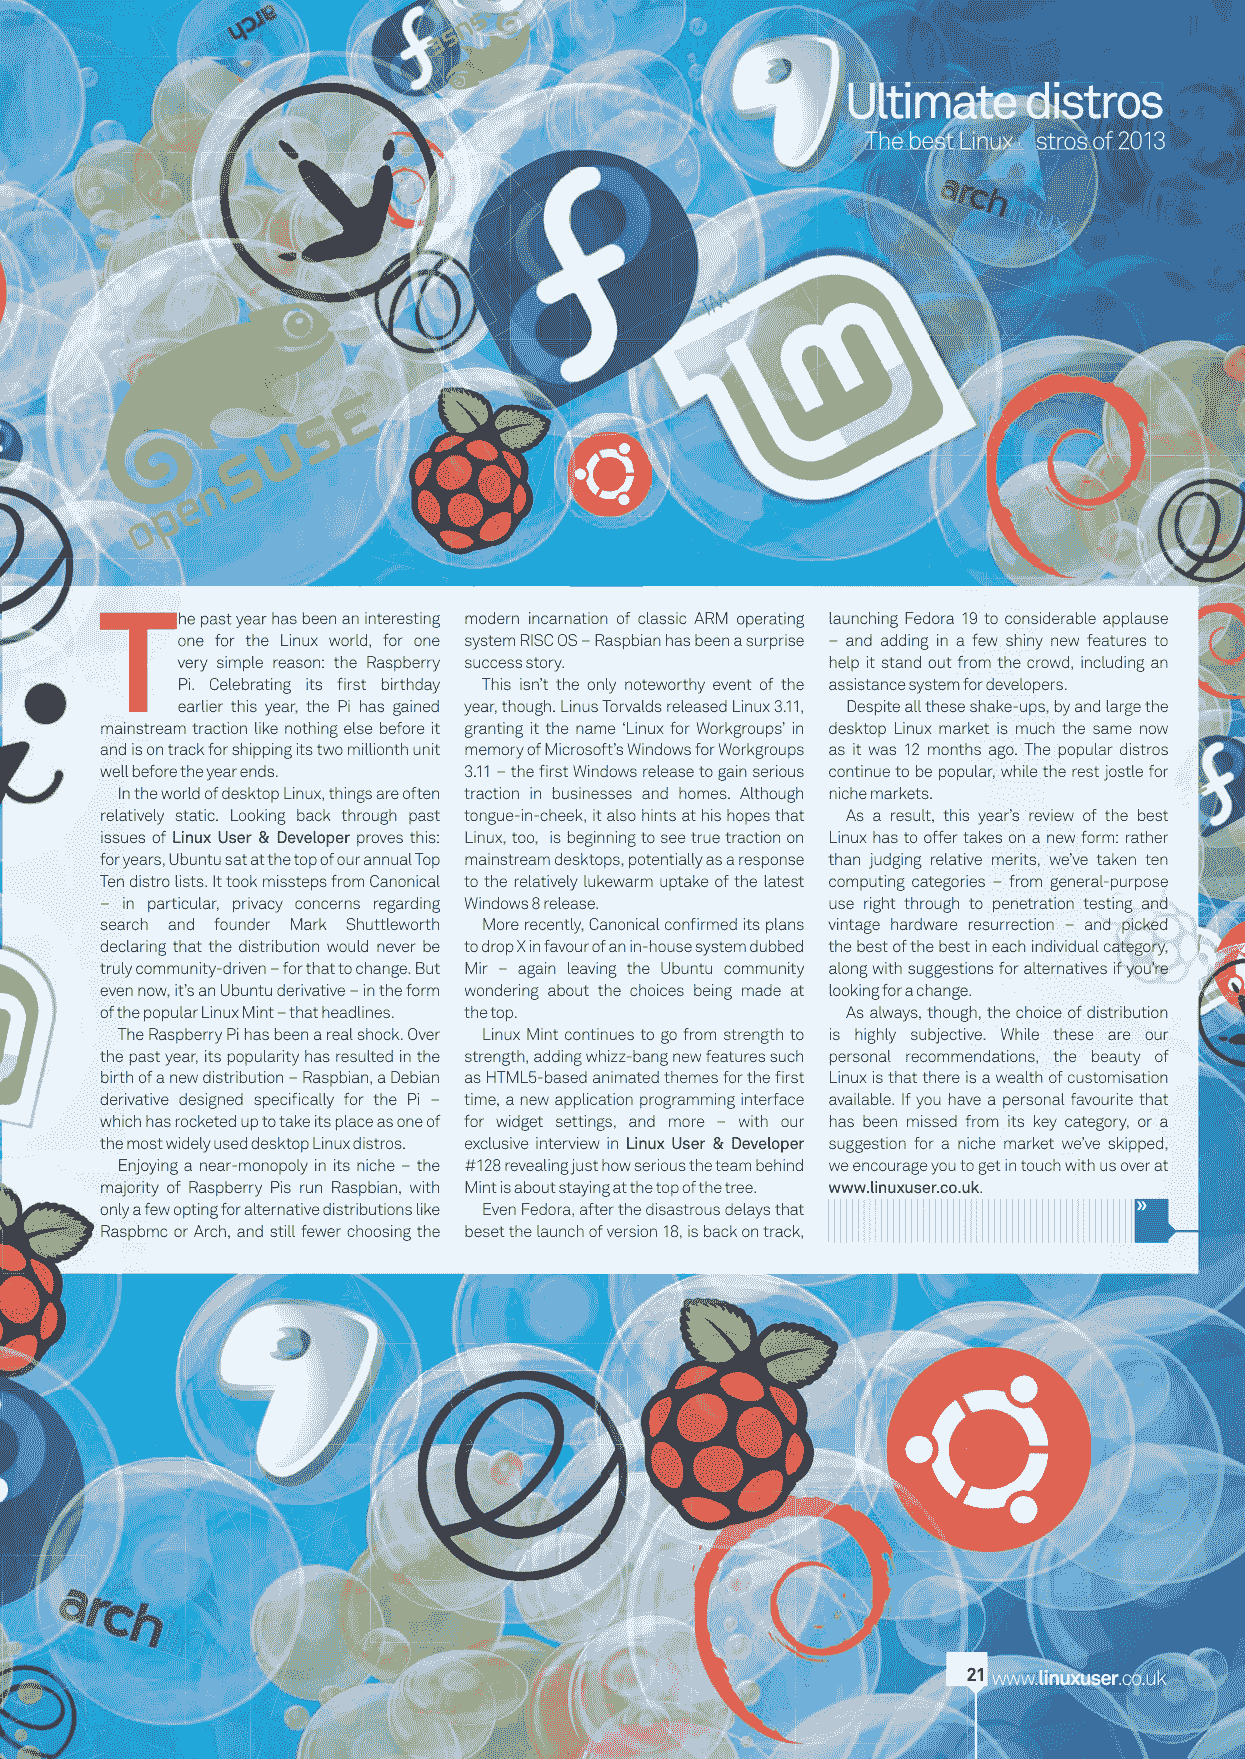 arch
SUSE
Ultimate distros
The best Linux stros of 2013
arch
linux
TM
openSUSE
The past year has been an interesting
one for the Linux world, for one
very simple reason: the Raspberry
Pi. Celebrating its first birthday
earlier this year, the Pi has gained
mainstream traction like nothing else before it
and is on track for shipping its two millionth unit
well before the year ends.
In the world of desktop Linux, things are often
relatively static. Looking back through past
issues of Linux User & Developer proves this:
for years, Ubuntu sat at the top of our annual Top
Ten distro lists. It took missteps from Canonical
– in particular, privacy concerns regarding
search and founder Mark Shuttleworth
declaring that the distribution would never be
truly community-driven – for that to change. But
even now, it's an Ubuntu derivative – in the form
of the popular Linux Mint – that headlines.
The Raspberry Pi has been a real shock. Over
the past year, its popularity has resulted in the
birth of a new distribution – Raspbian, a Debian
derivative designed specifically for the Pi –
which has rocketed up to take its place as one of
the most widely used desktop Linux distros.
Enjoying a near-monopoly in its niche – the
majority of Raspberry Pis run Raspbian, with
only a few opting for alternative distributions like
Raspbmc or Arch, and still fewer choosing the
modern incarnation of classic ARM operating
system RISC OS – Raspbian has been a surprise
success story.
This isn't the only noteworthy event of the
year, though. Linus Torvalds released Linux 3.11,
granting it the name 'Linux for Workgroups' in
memory of Microsoft's Windows for Workgroups
3.11 – the first Windows release to gain serious
traction in businesses and homes. Although
tongue-in-cheek, it also hints at his hopes that
Linux, too, is beginning to see true traction on
mainstream desktops, potentially as a response
to the relatively lukewarm uptake of the latest
Windows 8 release.
More recently, Canonical confirmed its plans
to drop X in favour of an in-house system dubbed
Mir – again leaving the Ubuntu community
wondering about the choices being made at
the top.
Linux Mint continues to go from strength to
strength, adding whizz-bang new features such
as HTML5-based animated themes for the first
time, a new application programming interface
for widget settings, and more – with our
exclusive interview in Linux User & Developer
#128 revealing just how serious the team behind
Mint is about staying at the top of the tree.
Even Fedora, after the disastrous delays that
beset the launch of version 18, is back on track,
launching Fedora 19 to considerable applause
– and adding in a few shiny new features to
help it stand out from the crowd, including an
assistance system for developers.
Despite all these shake-ups, by and large the
desktop Linux market is much the same now
as it was 12 months ago. The popular distros
continue to be popular, while the rest jostle for
niche markets.
As a result, this year's review of the best
Linux has to offer takes on a new form: rather
than judging relative merits, we've taken ten
computing categories – from general-purpose
use right through to penetration testing and
vintage hardware resurrection – and picked
the best of the best in each individual category,
along with suggestions for alternatives if you're
looking for a change.
As always, though, the choice of distribution
is highly subjective. While these are our
personal recommendations, the beauty of
Linux is that there is a wealth of customisation
available. If you have a personal favourite that
has been missed from its key category, or a
suggestion for a niche market we've skipped,
we encourage you to get in touch with us over at
www.linuxuser.co.uk.
»
arch
21 www.linuxuser.co.uk